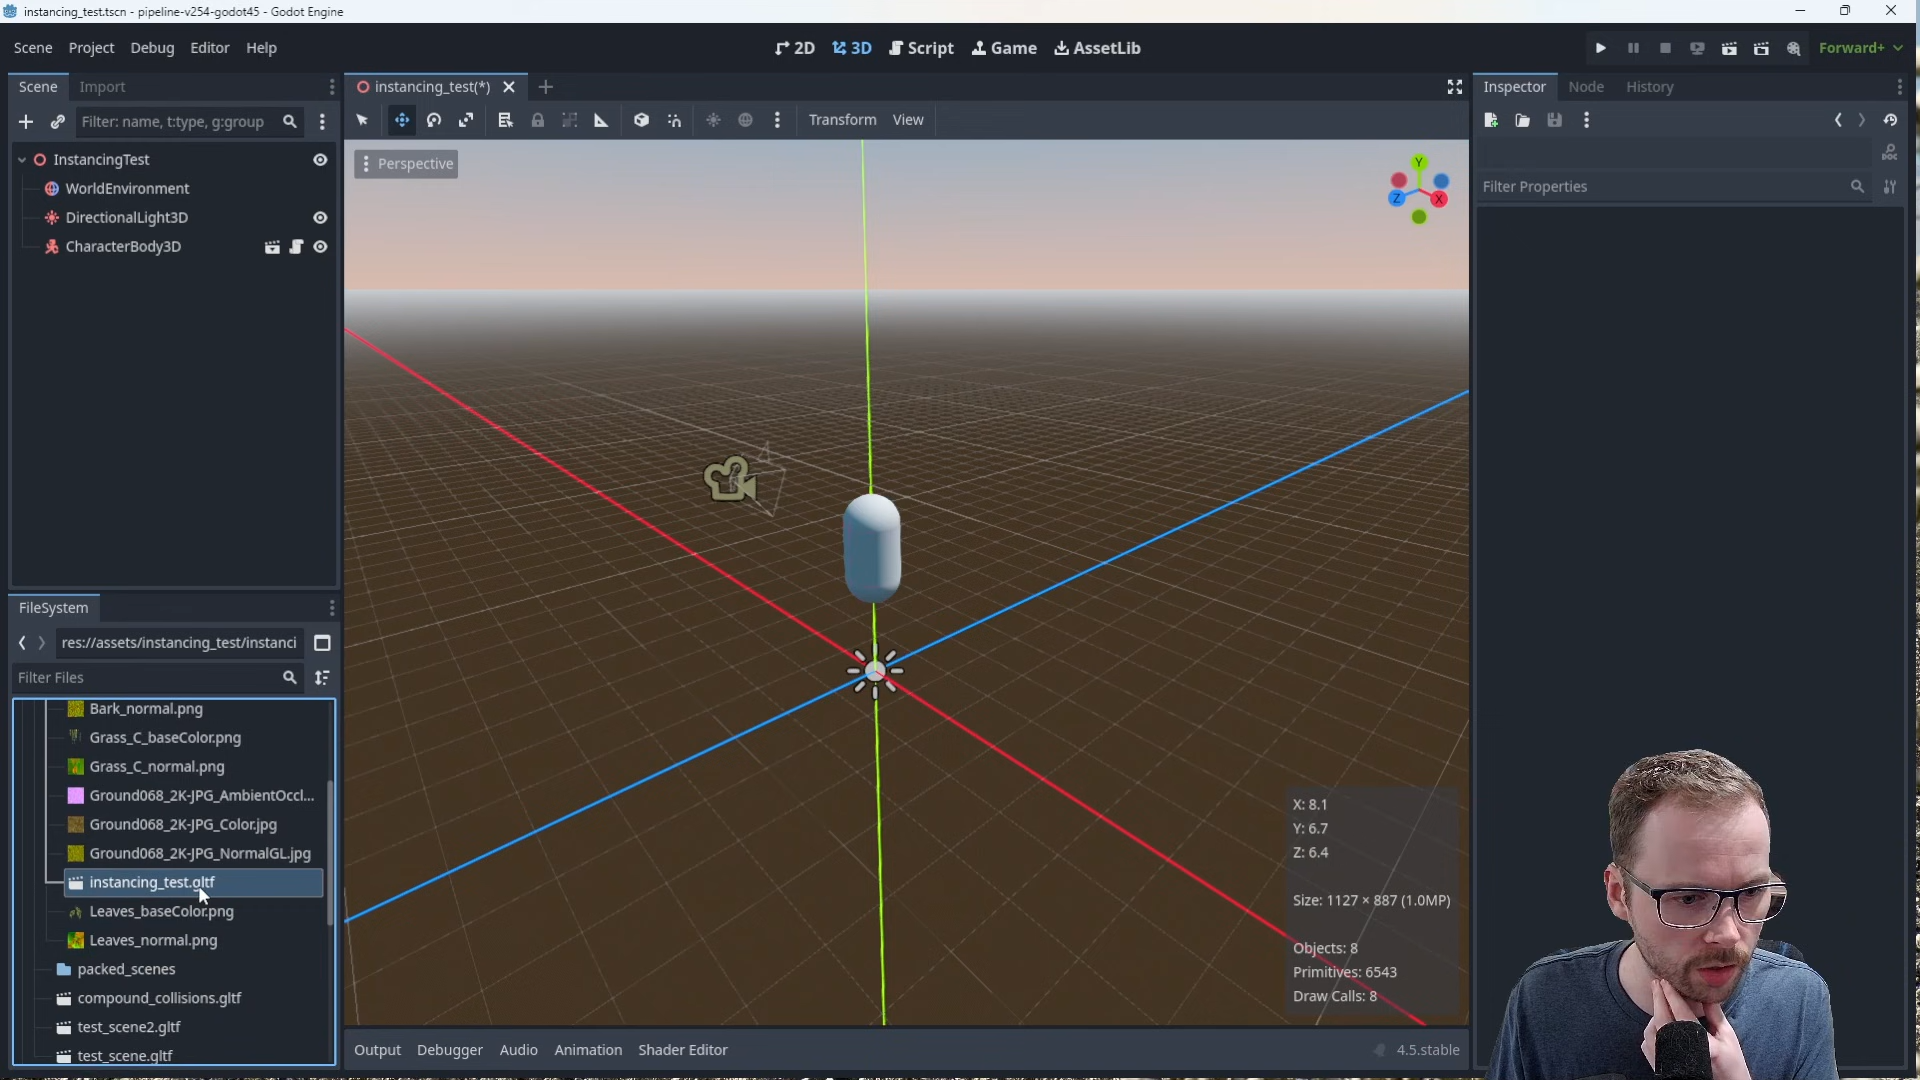 instancing_test.tscn - pipeline-v254-godot45 - Godot Engine
Scene Project Debug Editor Help
2D 3D Script Game AssetLib
Forward+
Scene Import
instancing_test(*)
Inspector Node History
Filter: name, t:type, g:group
Transform View
InstancingTest
WorldEnvironment
DirectionalLight3D
CharacterBody3D
Perspective
Y
Z
X
DOC
Filter Properties
FileSystem
res://assets/instancing_test/instanci
Filter Files
Bark_normal.png
Grass_C_baseColor.png
Grass_C_normal.png
Ground068_2K-JPG_AmbientOccl...
Ground068_2K-JPG_Color.jpg
Ground068_2K-JPG_NormalGL.jpg
instancing_test.gltf
Leaves_baseColor.png
Leaves_normal.png
packed_scenes
compound_collisions.gltf
test_scene2.gltf
test_scene.gltf
X: 8.1
Y: 6.7
Z: 6.4
Size: 1127 × 887 (1.0MP)
Objects: 8
Primitives: 6543
Draw Calls: 8
Output Debugger Audio Animation Shader Editor
4.5.stable